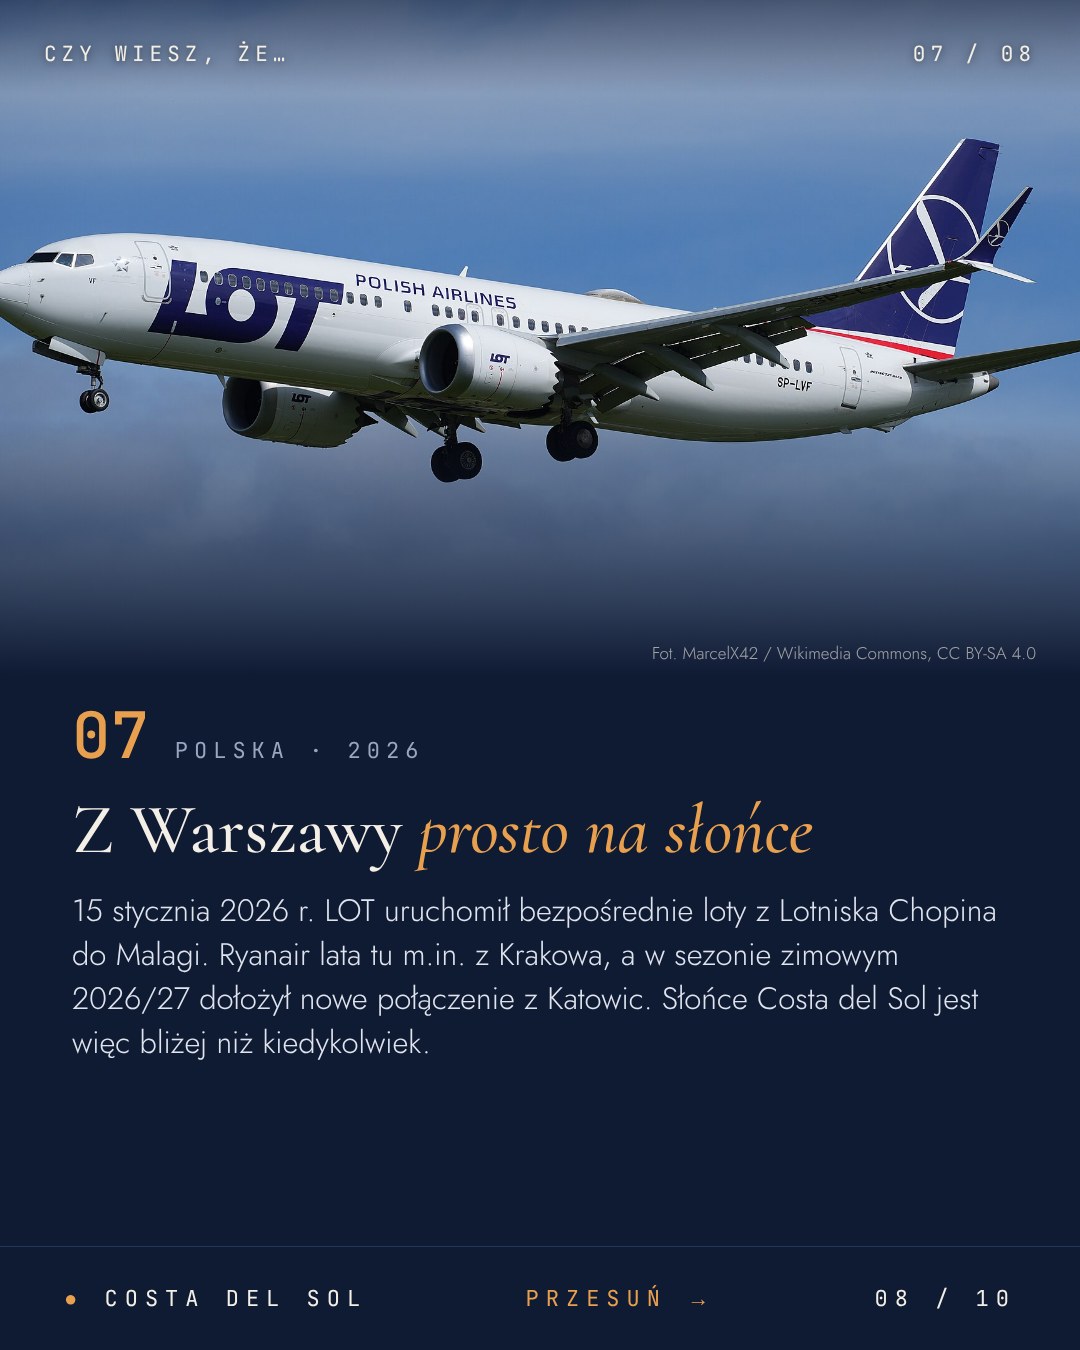 CZY WIESZ, ŻE…
07 / 08
POLISH AIRLINES
LOT
VF
LOT
LOT
SP-LVF
Fot. MarcelX42 / Wikimedia Commons, CC BY-SA 4.0
07 POLSKA · 2026
Z Warszawy prosto na słońce
15 stycznia 2026 r. LOT uruchomił bezpośrednie loty z Lotniska Chopina
do Malagi. Ryanair lata tu m.in. z Krakowa, a w sezonie zimowym
2026/27 dołożył nowe połączenie z Katowic. Słońce Costa del Sol jest
więc bliżej niż kiedykolwiek.
• COSTA DEL SOL
PRZESUŃ →
08 / 10